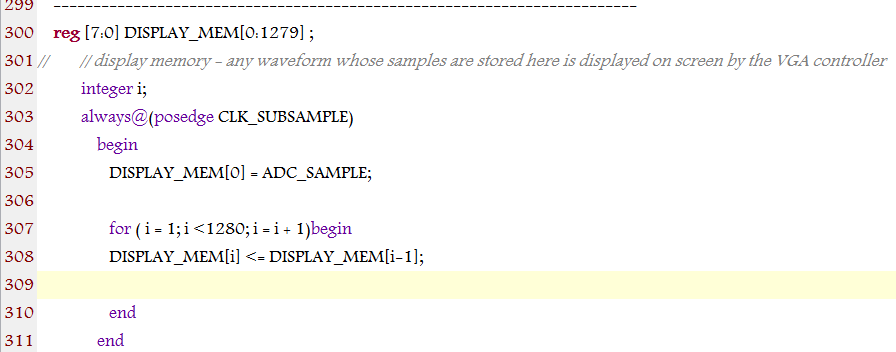 299 ------------------------------------------------------------------------
300 reg [7:0] DISPLAY_MEM[0:1279] ;
301 // // display memory - any waveform whose samples are stored here is displayed on screen by the VGA controller
302 integer i;
303 always@(posedge CLK_SUBSAMPLE)
304 begin
305 DISPLAY_MEM[0] = ADC_SAMPLE;
306
307 for ( i = 1; i <1280; i = i + 1)begin
308 DISPLAY_MEM[i] <= DISPLAY_MEM[i-1];
309
310 end
311 end